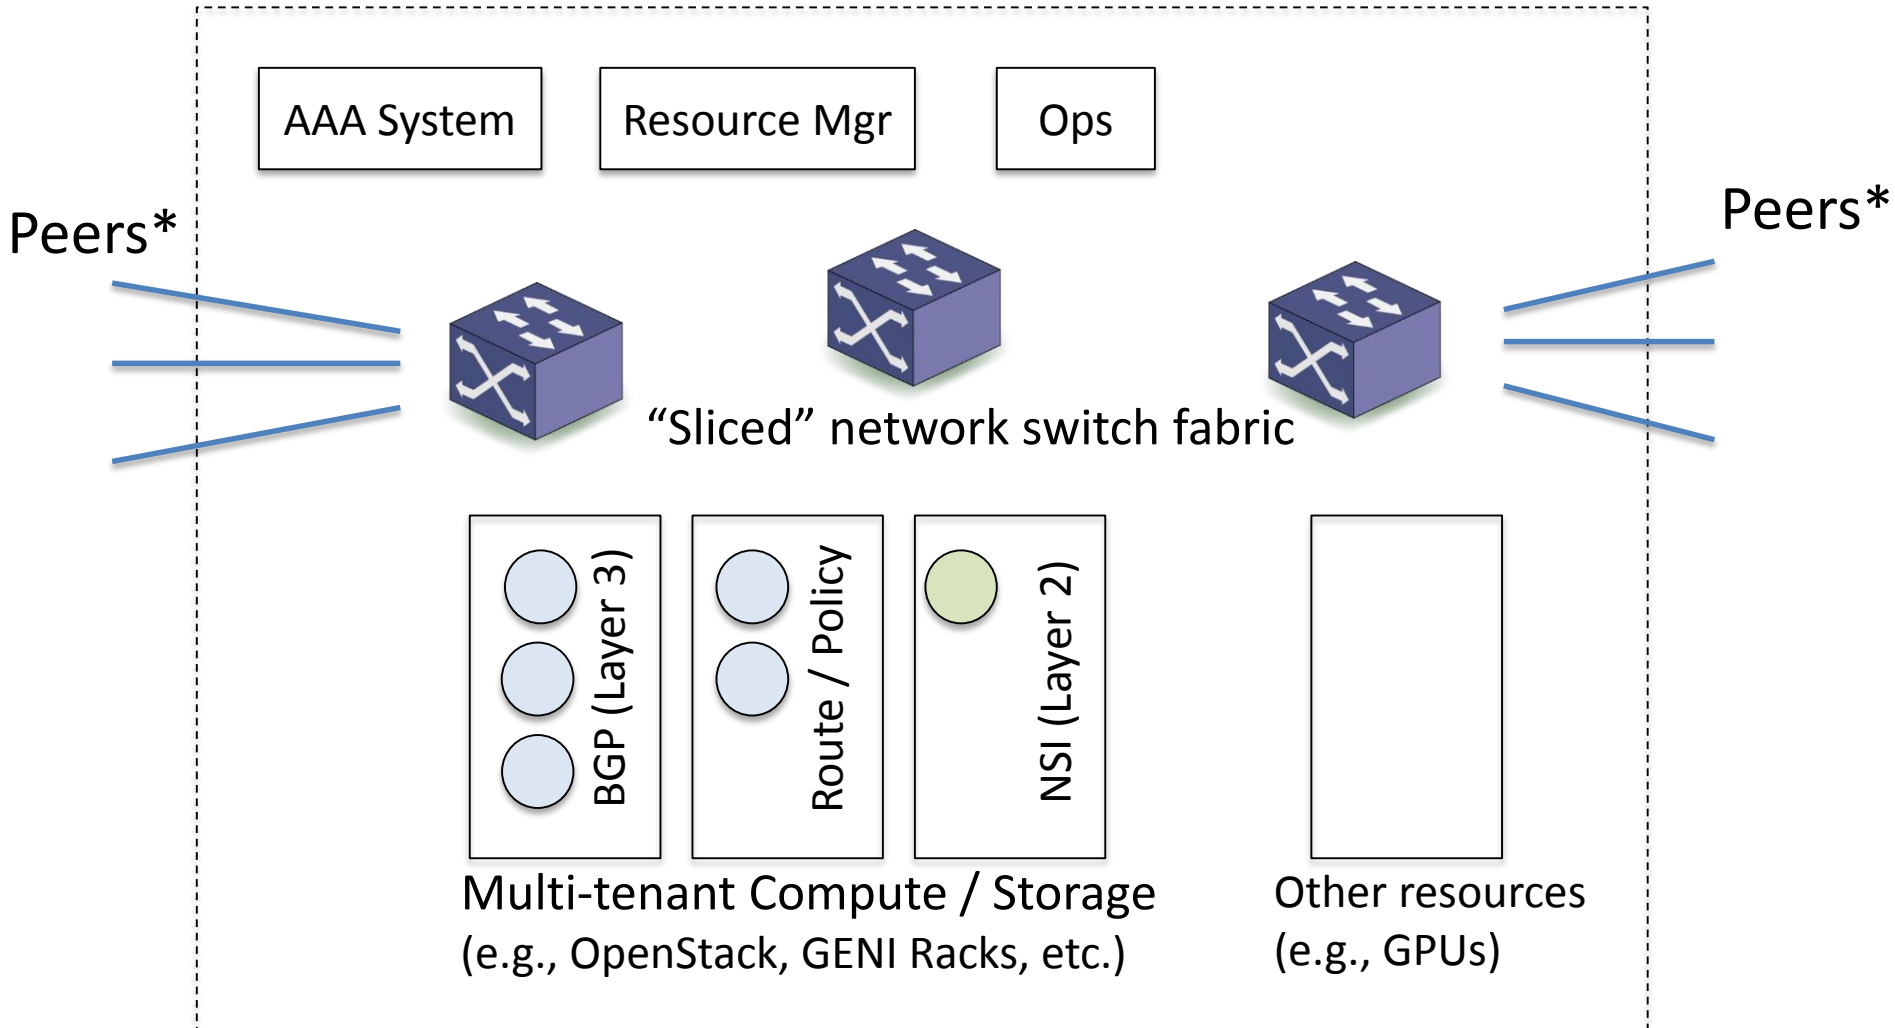 AAA System
Resource Mgr
Ops
Peers*
Peers*
“Sliced” network switch fabric
BGP (Layer 3)
Route / Policy
NSI (Layer 2)
Multi-tenant Compute / Storage
(e.g., OpenStack, GENI Racks, etc.)
Other resources
(e.g., GPUs)